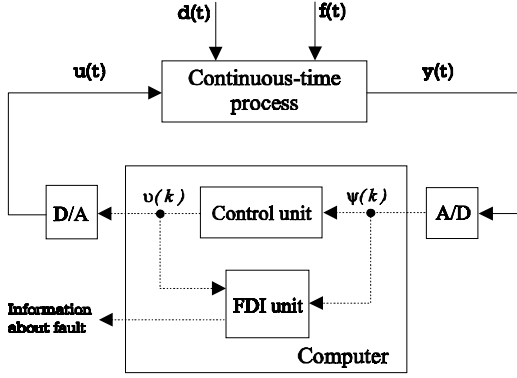 d(t)
f(t)
u(t)
Continuous-time
process
y(t)
υ(k)
ψ(k)
D/A
Control unit
A/D
FDI unit
Information
about fault
Computer